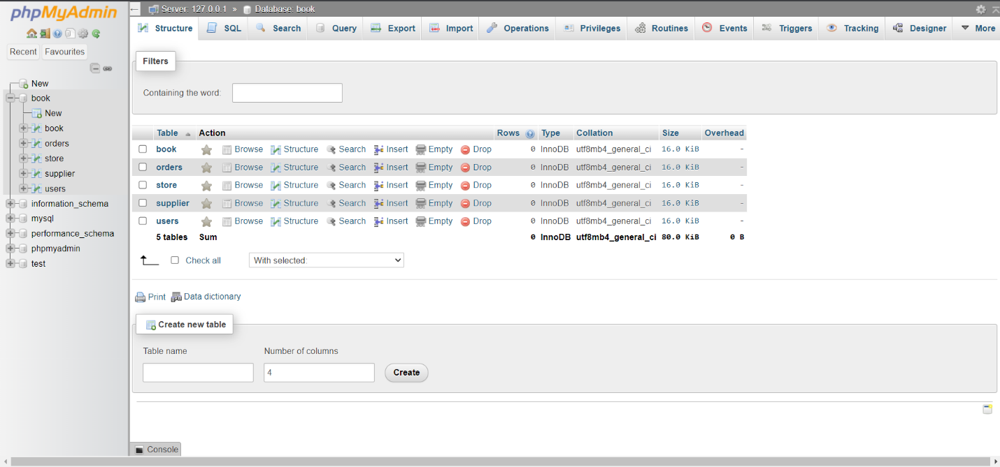 phpMyAdmin
Recent Favourites
New
book
New
book
orders
store
supplier
users
information_schema
mysql
performance_schema
phpmyadmin
test
Server: 127.0.0.1 » Database: book
Structure SQL Search Query Export Import Operations Privileges Routines Events Triggers Tracking Designer More
Filters
Containing the word:
Table Action Rows Type Collation Size Overhead
book Browse Structure Search Insert Empty Drop 0 InnoDB utf8mb4_general_ci 16.0 KiB -
orders Browse Structure Search Insert Empty Drop 0 InnoDB utf8mb4_general_ci 16.0 KiB -
store Browse Structure Search Insert Empty Drop 0 InnoDB utf8mb4_general_ci 16.0 KiB -
supplier Browse Structure Search Insert Empty Drop 0 InnoDB utf8mb4_general_ci 16.0 KiB -
users Browse Structure Search Insert Empty Drop 0 InnoDB utf8mb4_general_ci 16.0 KiB -
5 tables Sum 0 InnoDB utf8mb4_general_ci 80.0 KiB 0 B
Check all With selected:
Print Data dictionary
Create new table
Table name Number of columns
4 Create
Console